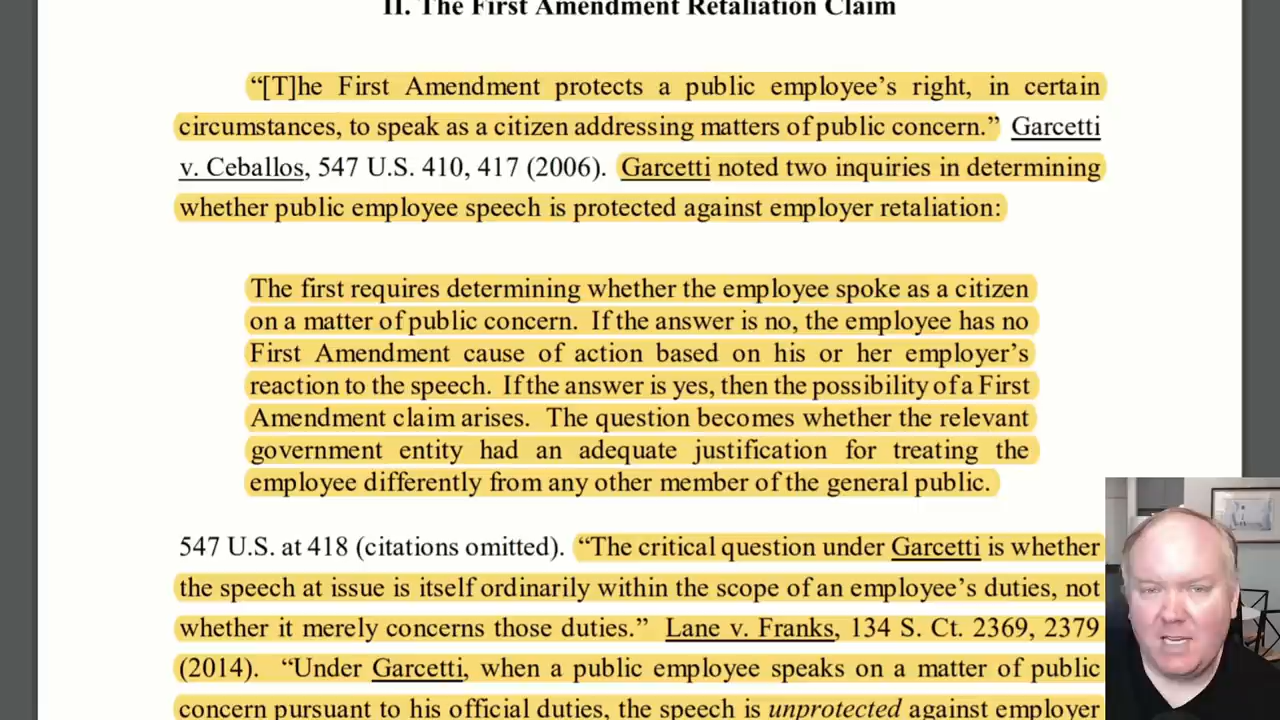 II. The First Amendment Retaliation Claim
“[T]he First Amendment protects a public employee’s right, in certain
circumstances, to speak as a citizen addressing matters of public concern.” Garcetti
v. Ceballos, 547 U.S. 410, 417 (2006). Garcetti noted two inquiries in determining
whether public employee speech is protected against employer retaliation:
The first requires determining whether the employee spoke as a citizen
on a matter of public concern. If the answer is no, the employee has no
First Amendment cause of action based on his or her employer’s
reaction to the speech. If the answer is yes, then the possibility of a First
Amendment claim arises. The question becomes whether the relevant
government entity had an adequate justification for treating the
employee differently from any other member of the general public.
547 U.S. at 418 (citations omitted). “The critical question under Garcetti is whether
the speech at issue is itself ordinarily within the scope of an employee’s duties, not
whether it merely concerns those duties.” Lane v. Franks, 134 S. Ct. 2369, 2379
(2014). “Under Garcetti, when a public employee speaks on a matter of public
concern pursuant to his official duties, the speech is unprotected against employer